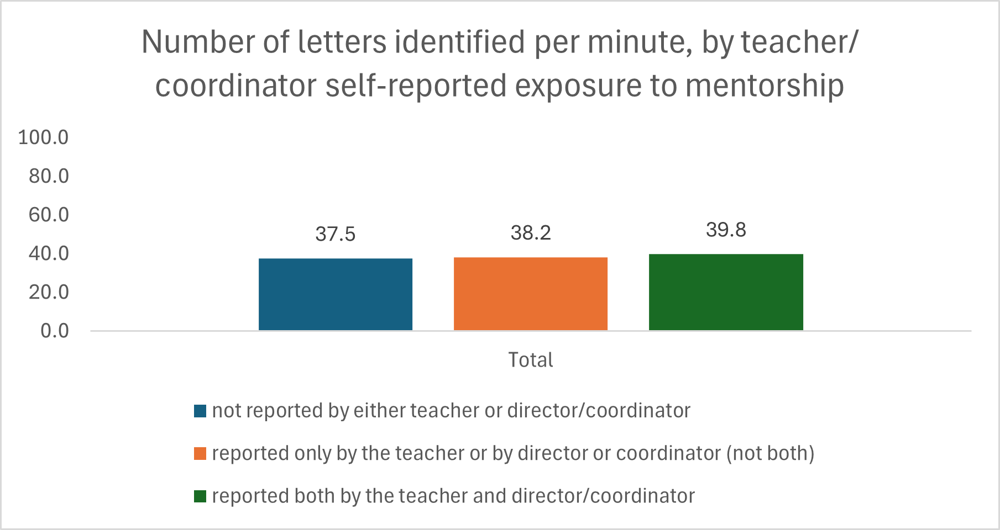 Number of letters identified per minute, by teacher/
coordinator self-reported exposure to mentorship
100.0
80.0
60.0
40.0
20.0
0.0
37.5
38.2
39.8
Total
not reported by either teacher or director/coordinator
reported only by the teacher or by director or coordinator (not both)
reported both by the teacher and director/coordinator